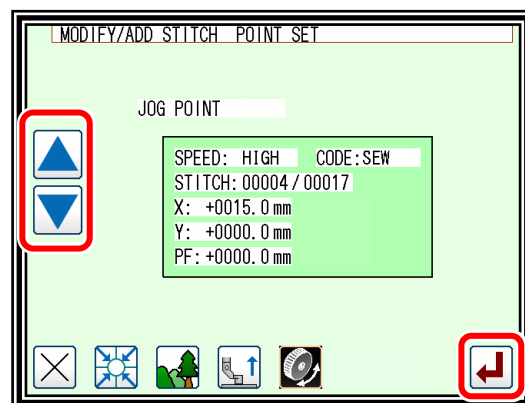 MODIFY/ADD STITCH POINT SET
JOG POINT
SPEED: HIGH CODE:SEW
STITCH:00004/00017
X: +0015.0mm
Y: +0000.0mm
PF:+0000.0mm